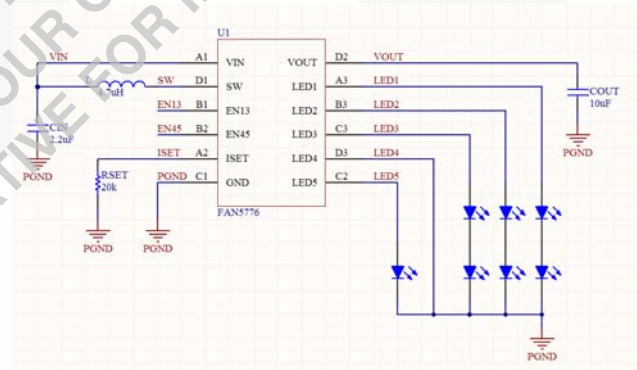 U1
VIN A1 VIN VOUT D2 VOUT
L 4.7uH SW D1 SW LED1 A3 LED1
EN13 B1 EN13 LED2 B3 LED2
COUT
10uF
CIN
2.2uF
EN45 B2 EN45 LED3 C3 LED3
ISET A2 ISET LED4 D3 LED4
PGND
PGND
RSET
20k
PGND C1 GND LED5 C2 LED5
FAN5776
PGND
PGND
PGND